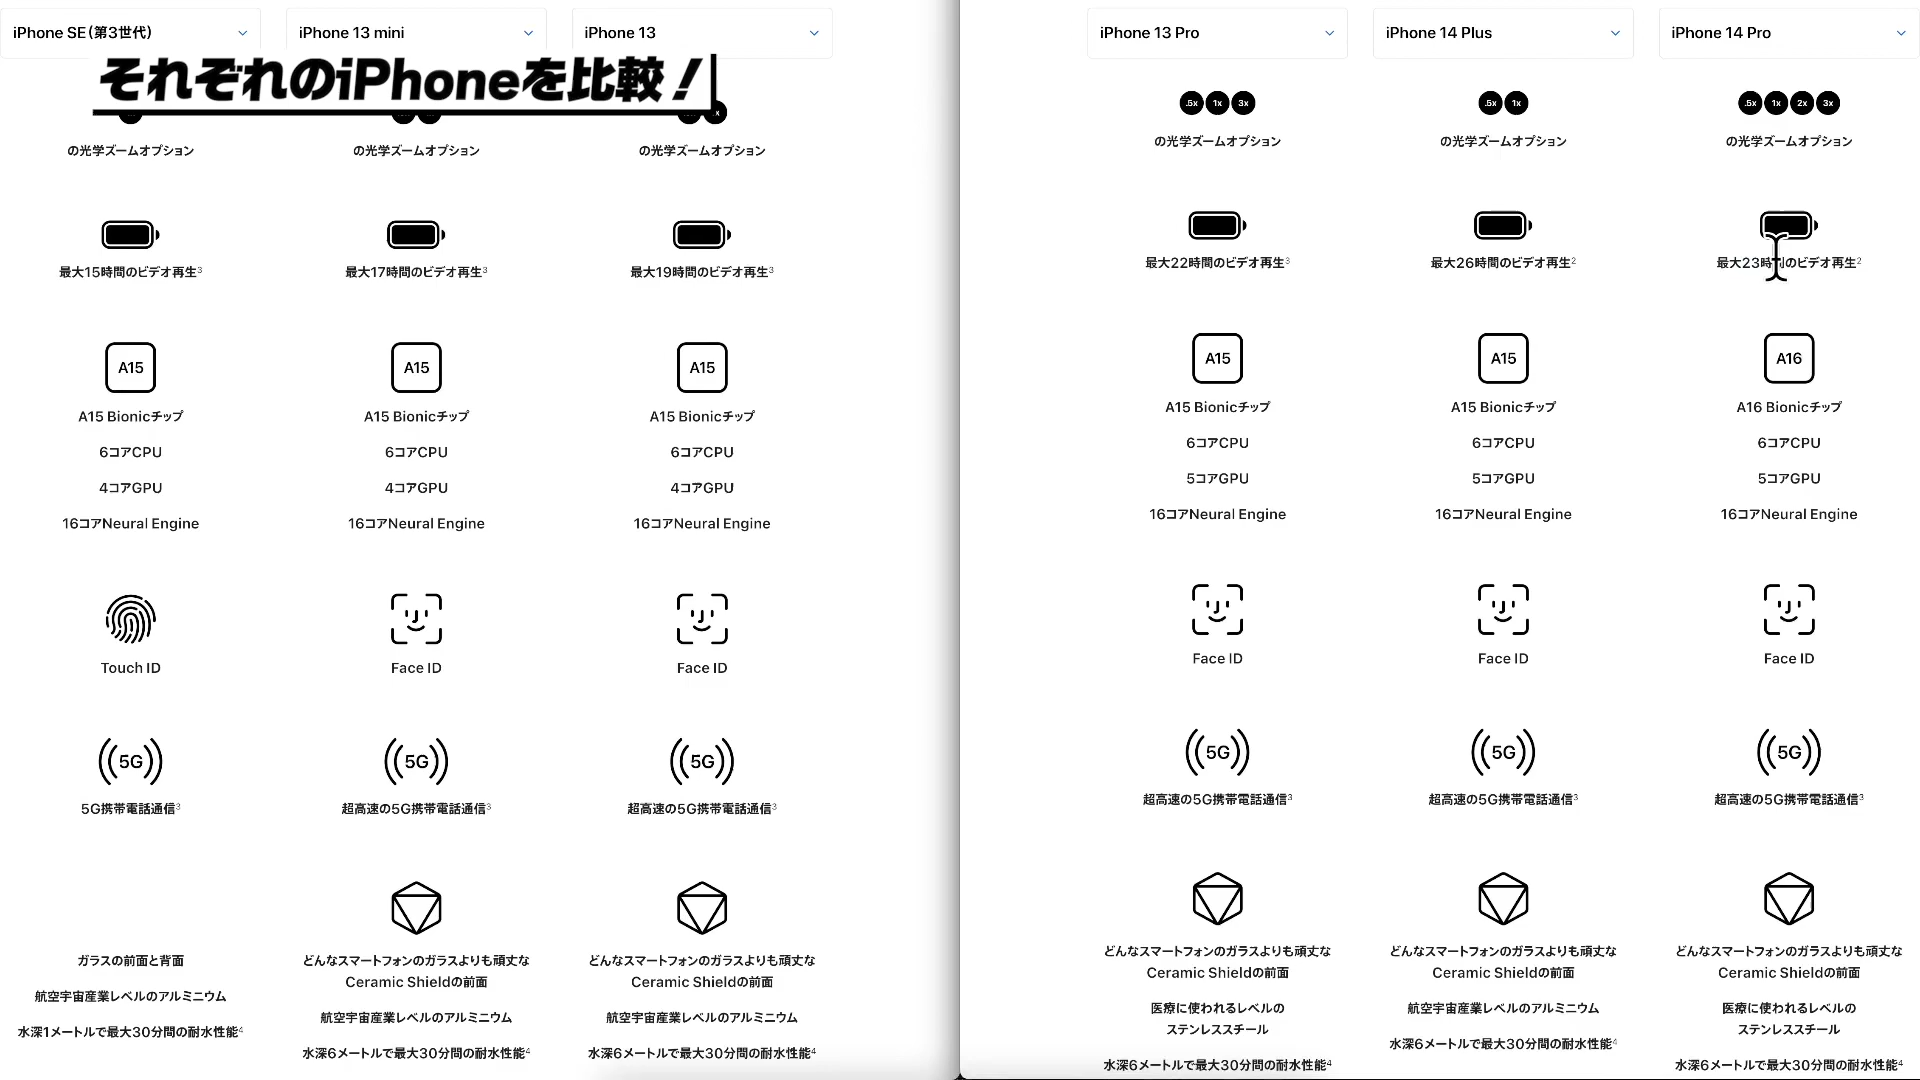 iPhone SE（第3世代）
iPhone 13 mini
iPhone 13
それぞれのiPhoneを比較！
の光学ズームオプション
の光学ズームオプション
の光学ズームオプション
最大15時間のビデオ再生3
最大17時間のビデオ再生3
最大19時間のビデオ再生3
A15
A15
A15
A15 Bionicチップ
A15 Bionicチップ
A15 Bionicチップ
6コアCPU
6コアCPU
6コアCPU
4コアGPU
4コアGPU
4コアGPU
16コアNeural Engine
16コアNeural Engine
16コアNeural Engine
Touch ID
Face ID
Face ID
5G
5G
5G
5G携帯電話通信3
超高速の5G携帯電話通信3
超高速の5G携帯電話通信3
ガラスの前面と背面
航空宇宙産業レベルのアルミニウム
水深1メートルで最大30分間の耐水性能4
どんなスマートフォンのガラスよりも頑丈な
Ceramic Shieldの前面
航空宇宙産業レベルのアルミニウム
水深6メートルで最大30分間の耐水性能4
どんなスマートフォンのガラスよりも頑丈な
Ceramic Shieldの前面
航空宇宙産業レベルのアルミニウム
水深6メートルで最大30分間の耐水性能4
iPhone 13 Pro
iPhone 14 Plus
iPhone 14 Pro
.5x 1x 3x
.5x 1x
.5x 1x 2x 3x
の光学ズームオプション
の光学ズームオプション
の光学ズームオプション
最大22時間のビデオ再生3
最大26時間のビデオ再生2
最大23時間のビデオ再生2
A15
A15
A16
A15 Bionicチップ
A15 Bionicチップ
A16 Bionicチップ
6コアCPU
6コアCPU
6コアCPU
5コアGPU
5コアGPU
5コアGPU
16コアNeural Engine
16コアNeural Engine
16コアNeural Engine
Face ID
Face ID
Face ID
5G
5G
5G
超高速の5G携帯電話通信3
超高速の5G携帯電話通信3
超高速の5G携帯電話通信3
どんなスマートフォンのガラスよりも頑丈な
Ceramic Shieldの前面
医療に使われるレベルの
ステンレススチール
水深6メートルで最大30分間の耐水性能4
どんなスマートフォンのガラスよりも頑丈な
Ceramic Shieldの前面
航空宇宙産業レベルのアルミニウム
水深6メートルで最大30分間の耐水性能4
どんなスマートフォンのガラスよりも頑丈な
Ceramic Shieldの前面
医療に使われるレベルの
ステンレススチール
水深6メートルで最大30分間の耐水性能4